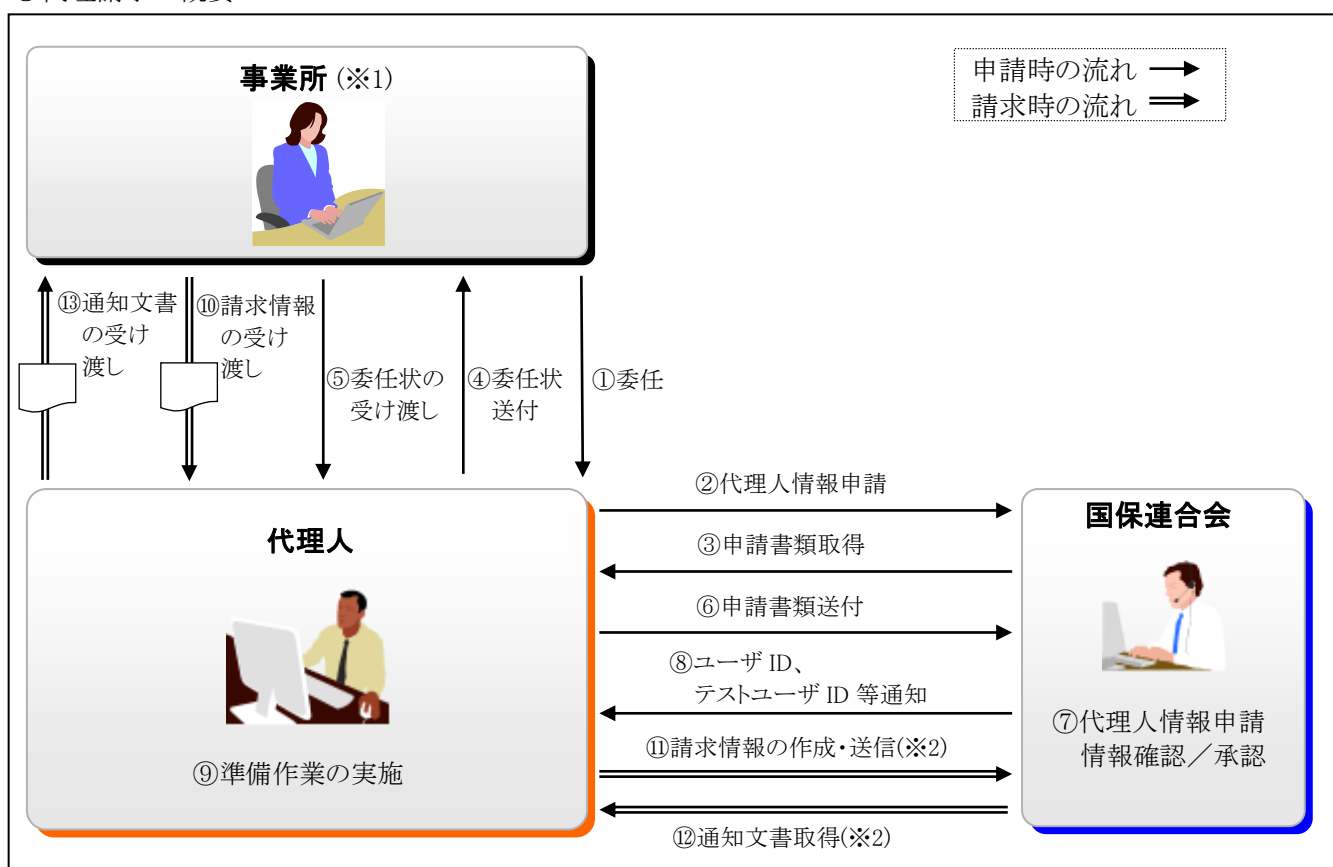 事業所 (※1)
申請時の流れ
請求時の流れ
⑬通知文書
の受け
渡し
⑩請求情報
の受け
渡し
⑤委任状の
受け渡し
④委任状
送付
①委任
代理人
⑨準備作業の実施
②代理人情報申請
③申請書類取得
⑥申請書類送付
⑧ユーザ ID、
テストユーザ ID 等通知
⑪請求情報の作成・送信(※2)
⑫通知文書取得(※2)
国保連合会
⑦代理人情報申請
情報確認／承認